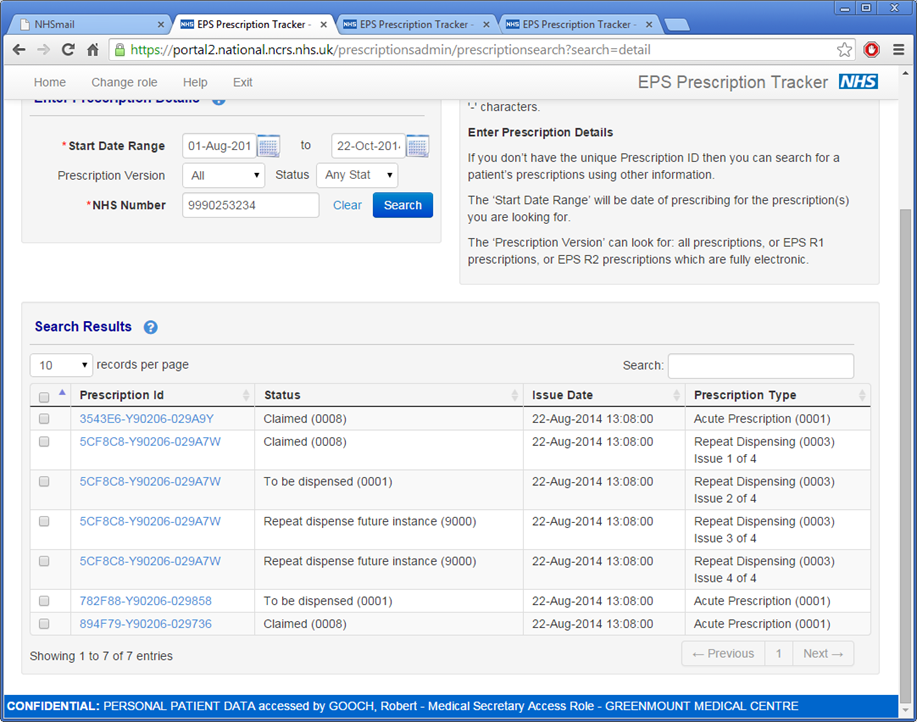 NHSmail
EPS Prescription Tracker -
EPS Prescription Tracker -
EPS Prescription Tracker -
https://portal2.national.ncrs.nhs.uk/prescriptionsadmin/prescriptionsearch?search=detail
Home Change role Help Exit EPS Prescription Tracker NHS
Enter Prescription Details ?
*Start Date Range 01-Aug-201 to 22-Oct-201
Prescription Version All Status Any Stat
*NHS Number 9990253234 Clear Search
'-' characters.
Enter Prescription Details
If you don't have the unique Prescription ID then you can search for a
patient's prescriptions using other information.
The 'Start Date Range' will be date of prescribing for the prescription(s)
you are looking for.
The 'Prescription Version' can look for: all prescriptions, or EPS R1
prescriptions, or EPS R2 prescriptions which are fully electronic.
Search Results ?
10 records per page Search:
Prescription Id Status Issue Date Prescription Type
3543E6-Y90206-029A9Y Claimed (0008) 22-Aug-2014 13:08:00 Acute Prescription (0001)
5CF8C8-Y90206-029A7W Claimed (0008) 22-Aug-2014 13:08:00 Repeat Dispensing (0003)
Issue 1 of 4
5CF8C8-Y90206-029A7W To be dispensed (0001) 22-Aug-2014 13:08:00 Repeat Dispensing (0003)
Issue 2 of 4
5CF8C8-Y90206-029A7W Repeat dispense future instance (9000) 22-Aug-2014 13:08:00 Repeat Dispensing (0003)
Issue 3 of 4
5CF8C8-Y90206-029A7W Repeat dispense future instance (9000) 22-Aug-2014 13:08:00 Repeat Dispensing (0003)
Issue 4 of 4
782F88-Y90206-029858 To be dispensed (0001) 22-Aug-2014 13:08:00 Acute Prescription (0001)
894F79-Y90206-029736 Claimed (0008) 22-Aug-2014 13:08:00 Acute Prescription (0001)
Showing 1 to 7 of 7 entries ← Previous 1 Next →
CONFIDENTIAL: PERSONAL PATIENT DATA accessed by GOOCH, Robert - Medical Secretary Access Role - GREENMOUNT MEDICAL CENTRE